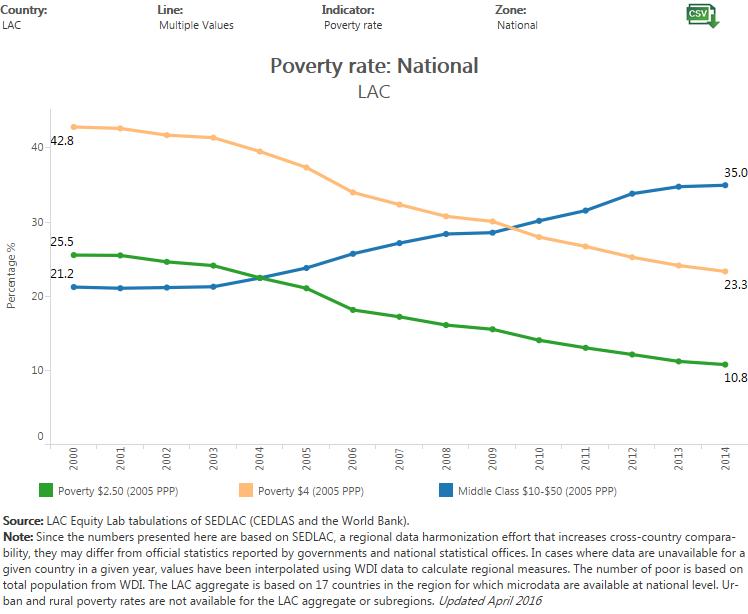 Country: Line: Indicator: Zone:
LAC Multiple Values Poverty rate National
CSV
Poverty rate: National
LAC
Percentage %
40
30
20
10
0
42.8
25.5
21.2
35.0
23.3
10.8
2000 2001 2002 2003 2004 2005 2006 2007 2008 2009 2010 2011 2012 2013 2014
Poverty $2.50 (2005 PPP) Poverty $4 (2005 PPP) Middle Class $10-$50 (2005 PPP)
Source: LAC Equity Lab tabulations of SEDLAC (CEDLAS and the World Bank).
Note: Since the numbers presented here are based on SEDLAC, a regional data harmonization effort that increases cross-country compara-
bility, they may differ from official statistics reported by governments and national statistical offices. In cases where data are unavailable for a
given country in a given year, values have been interpolated using WDI data to calculate regional measures. The number of poor is based on
total population from WDI. The LAC aggregate is based on 17 countries in the region for which microdata are available at national level. Ur-
ban and rural poverty rates are not available for the LAC aggregate or subregions. Updated April 2016